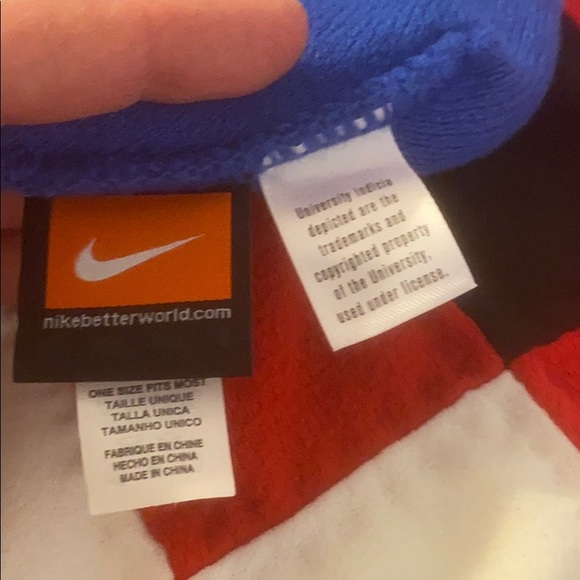 nikebetterworld.com
ONE SIZE FITS MOST
TAILLE UNIQUE
TALLA UNICA
TAMANHO UNICO
FABRIQUE EN CHINE
HECHO EN CHINA
MADE IN CHINA
University indicia
depicted are the
trademarks and
copyrighted property
of the University,
used under license.